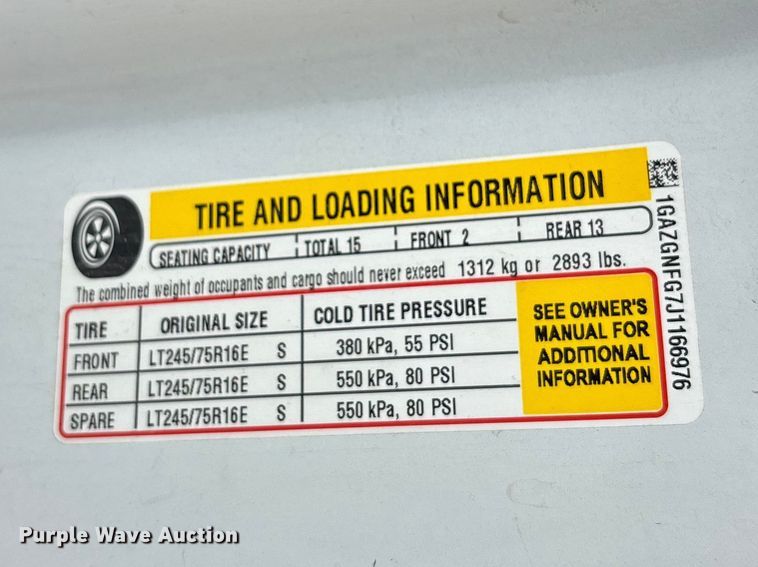 TIRE AND LOADING INFORMATION
SEATING CAPACITY TOTAL 15 FRONT 2 REAR 13
The combined weight of occupants and cargo should never exceed 1312 kg or 2893 lbs.
TIRE ORIGINAL SIZE COLD TIRE PRESSURE
FRONT LT245/75R16E S 380 kPa, 55 PSI
REAR LT245/75R16E S 550 kPa, 80 PSI
SPARE LT245/75R16E S 550 kPa, 80 PSI
SEE OWNER'S
MANUAL FOR
ADDITIONAL
INFORMATION
1GAZGNFG7J1166976
Purple Wave Auction